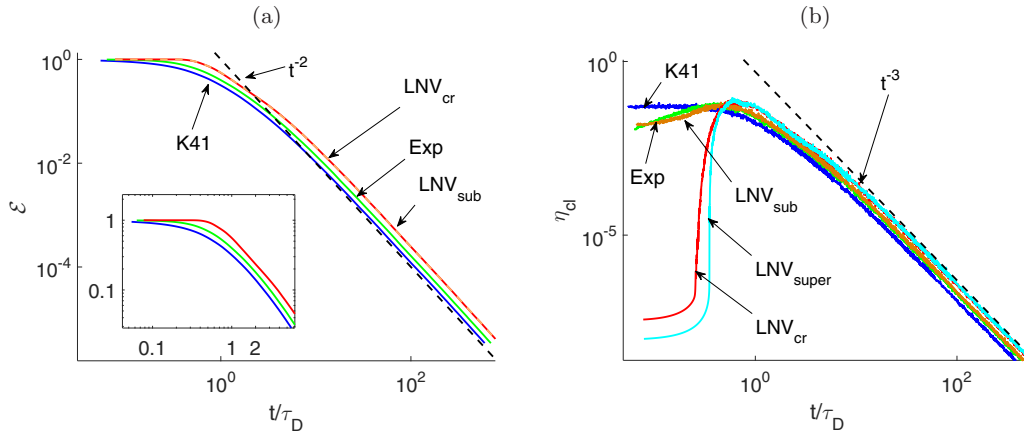 (a)
(b)
10^0
10^-2
10^-4
ℰ
t^-2
LNV_cr
K41
Exp
LNV_sub
1
0.1
0.1
1
2
10^0
10^2
t/τ_D
10^0
10^-5
η_cl
K41
t^-3
Exp
LNV_sub
LNV_super
LNV_cr
10^0
10^2
t/τ_D